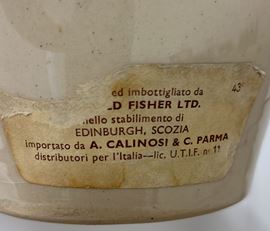 ed imbottigliato da 43°
LD FISHER LTD.
nello stabilimento di
EDINBURGH, SCOZIA
importato da A. CALINOSI & C. PARMA
distributori per l'Italia—lic. U.T.I.F. n° 11